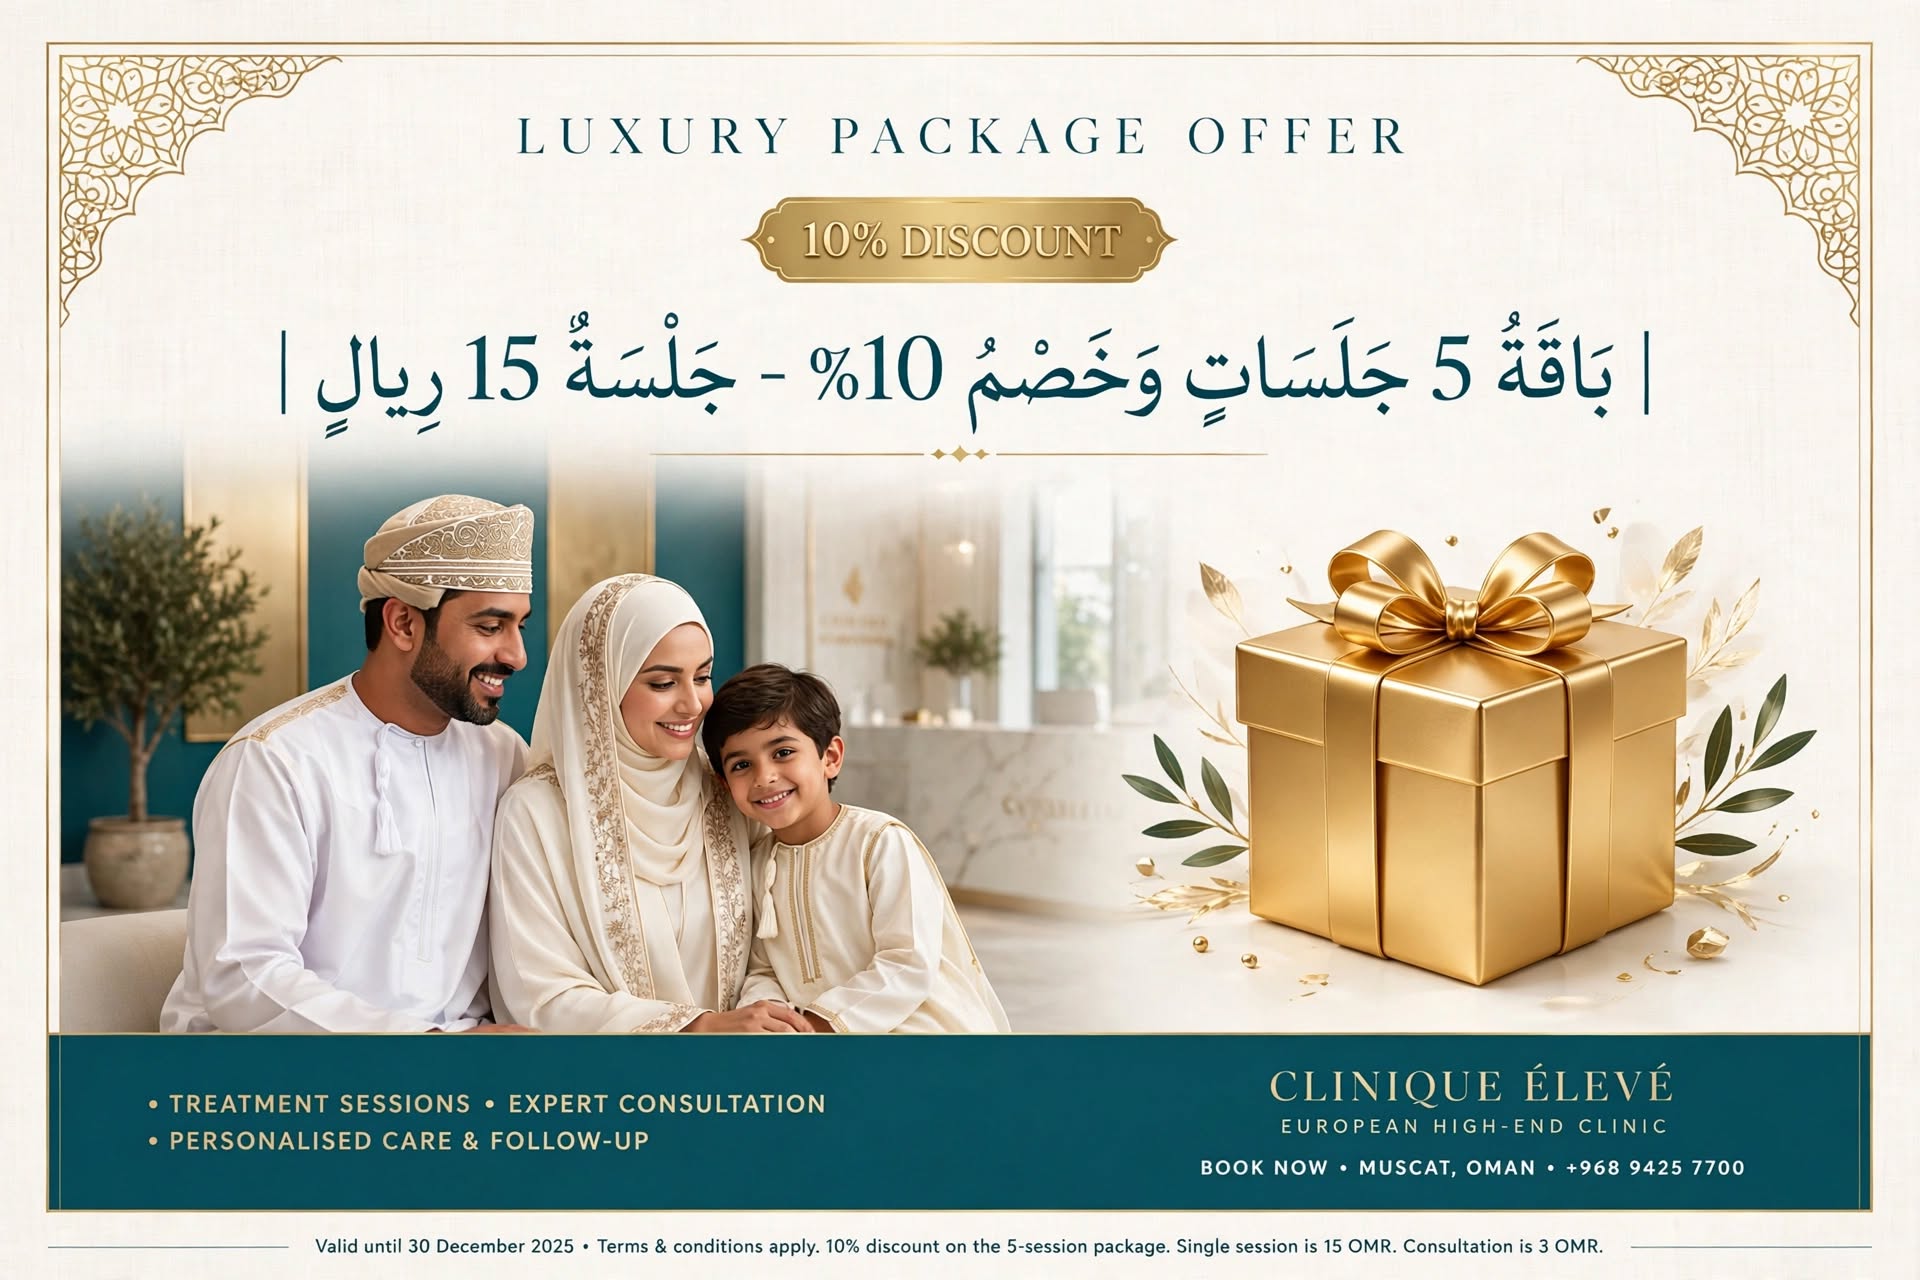 LUXURY PACKAGE OFFER
10% DISCOUNT
| بَاقَةُ 5 جَلَسَاتٍ وَخَصْمُ 10% - جَلْسَةٌ 15 رِيالٍ |
• TREATMENT SESSIONS • EXPERT CONSULTATION
• PERSONALISED CARE & FOLLOW-UP
CLINIQUE ÉLEVÉ
EUROPEAN HIGH-END CLINIC
BOOK NOW • MUSCAT, OMAN • +968 9425 7700
Valid until 30 December 2025 • Terms & conditions apply. 10% discount on the 5-session package. Single session is 15 OMR. Consultation is 3 OMR.